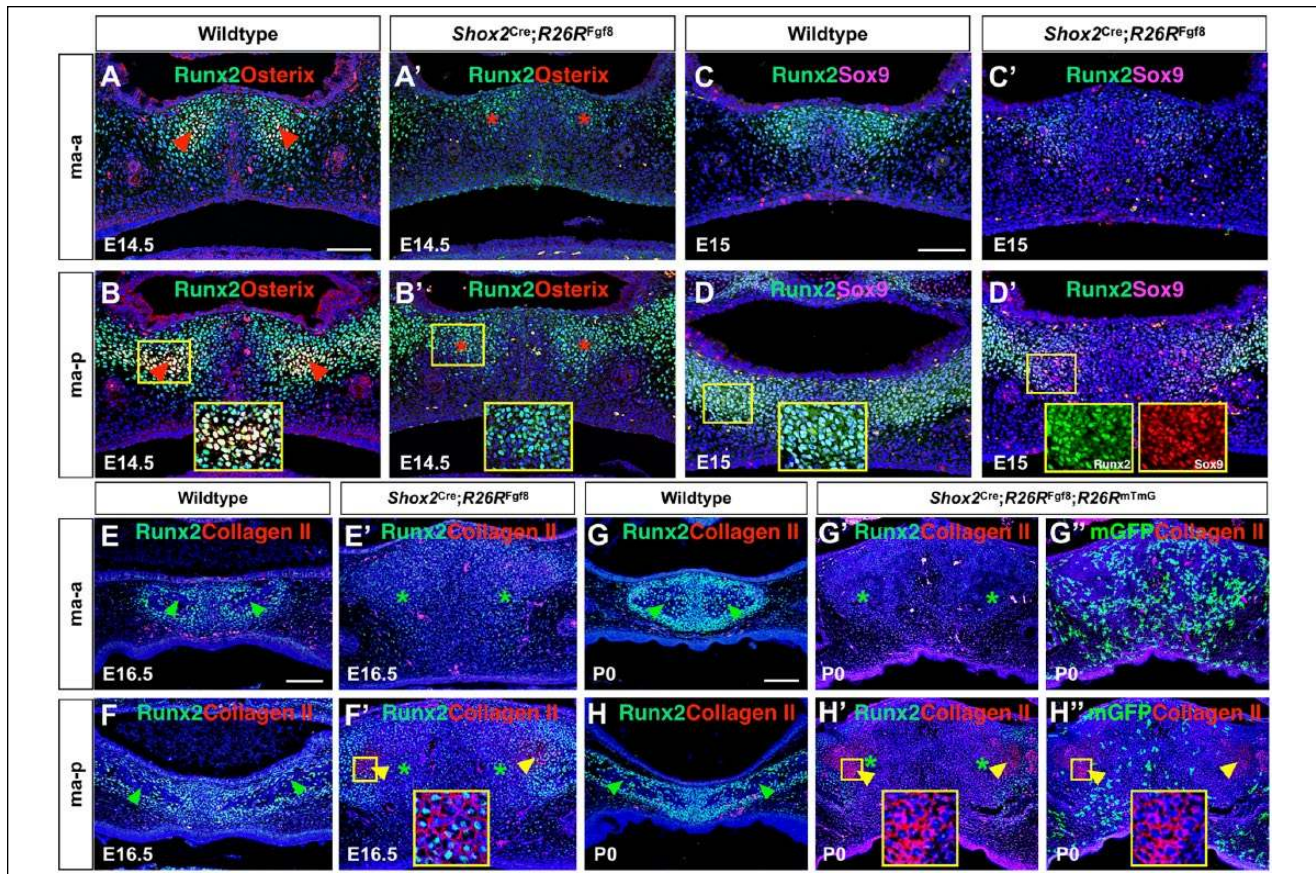 Wildtype
Shox2Cre;R26RFgf8
Wildtype
Shox2Cre;R26RFgf8
ma-a
A Runx2Osterix E14.5
A' Runx2Osterix E14.5
C Runx2Sox9 E15
C' Runx2Sox9 E15
ma-p
B Runx2Osterix E14.5
B' Runx2Osterix E14.5
D Runx2Sox9 E15
D' Runx2Sox9 Runx2 Sox9 E15
Wildtype
Shox2Cre;R26RFgf8
Wildtype
Shox2Cre;R26RFgf8;R26RmTmG
ma-a
E Runx2Collagen II E16.5
E' Runx2Collagen II E16.5
G Runx2Collagen II P0
G' Runx2Collagen II P0
G'' mGFPCollagen II P0
ma-p
F Runx2Collagen II E16.5
F' Runx2Collagen II E16.5
H Runx2Collagen II P0
H' Runx2Collagen II P0
H'' mGFPCollagen II P0